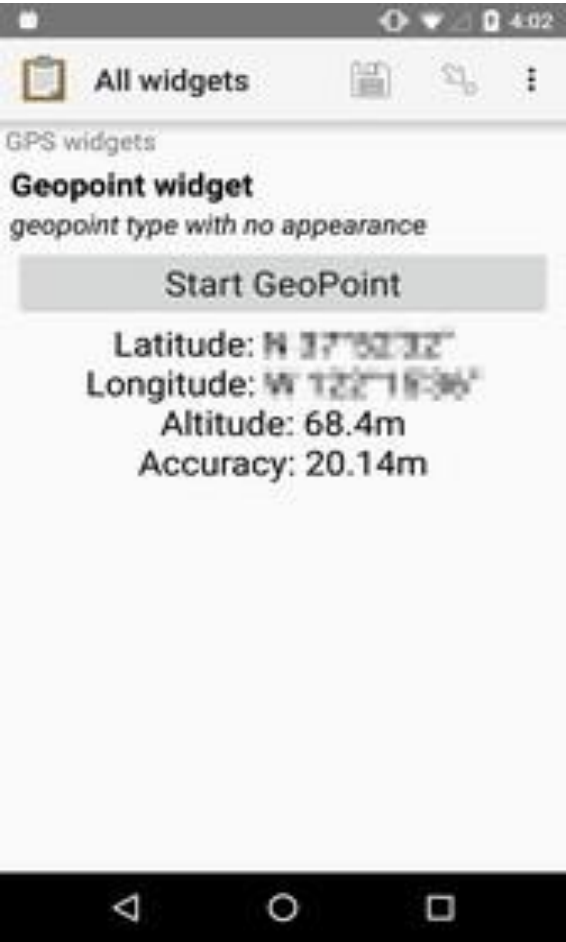 4:02
All widgets
GPS widgets
Geopoint widget
geopoint type with no appearance
Start GeoPoint
Latitude:
Longitude:
Altitude: 68.4m
Accuracy: 20.14m